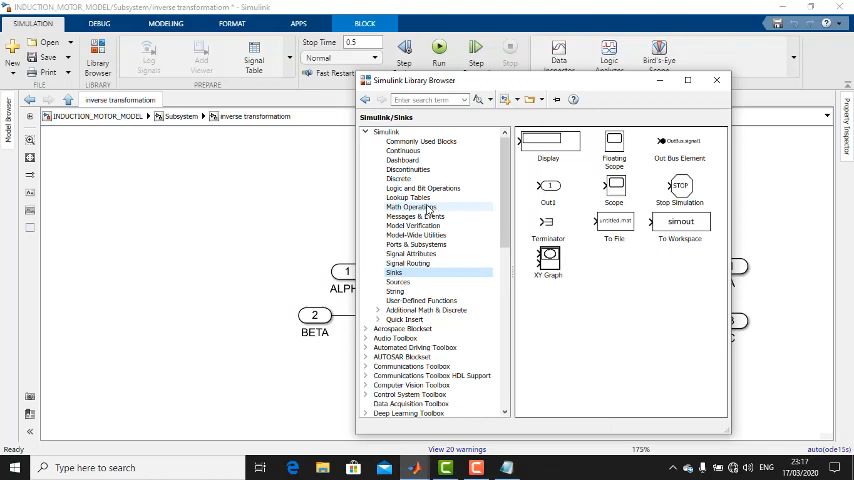 INDUCTION_MOTOR_MODEL/Subsystem/inverse transformatiom * - Simulink
SIMULATION DEBUG MODELING FORMAT APPS BLOCK
New
Open
Save
Print
FILE
Library
Browser
LIBRARY
Log
Signals
Add
Viewer
Signal
Table
PREPARE
Stop Time 0.5
Normal
Fast Restart
Step
Run
Step
Stop
Data
Inspector
Logic
Analyzer
Bird's-Eye
Scope
Model Browser
inverse transformatiom
INDUCTION_MOTOR_MODEL Subsystem inverse transformatiom
Property Inspector
1
ALPH
2
BETA
A
C
Simulink Library Browser
Enter search term
Simulink/Sinks
Simulink
Commonly Used Blocks
Continuous
Dashboard
Discontinuities
Discrete
Logic and Bit Operations
Lookup Tables
Math Operations
Messages & Events
Model Verification
Model-Wide Utilities
Ports & Subsystems
Signal Attributes
Signal Routing
Sinks
Sources
String
User-Defined Functions
Additional Math & Discrete
Quick Insert
Aerospace Blockset
Audio Toolbox
Automated Driving Toolbox
AUTOSAR Blockset
Communications Toolbox
Communications Toolbox HDL Support
Computer Vision Toolbox
Control System Toolbox
Data Acquisition Toolbox
Deep Learning Toolbox
Display
Floating
Scope
OutBus.signal1
Out Bus Element
1
Out1
Scope
STOP
Stop Simulation
Terminator
untitled.mat
To File
simout
To Workspace
XY Graph
Ready View 20 warnings 175% auto(ode15s)
Type here to search
ENG
23:17
17/03/2020